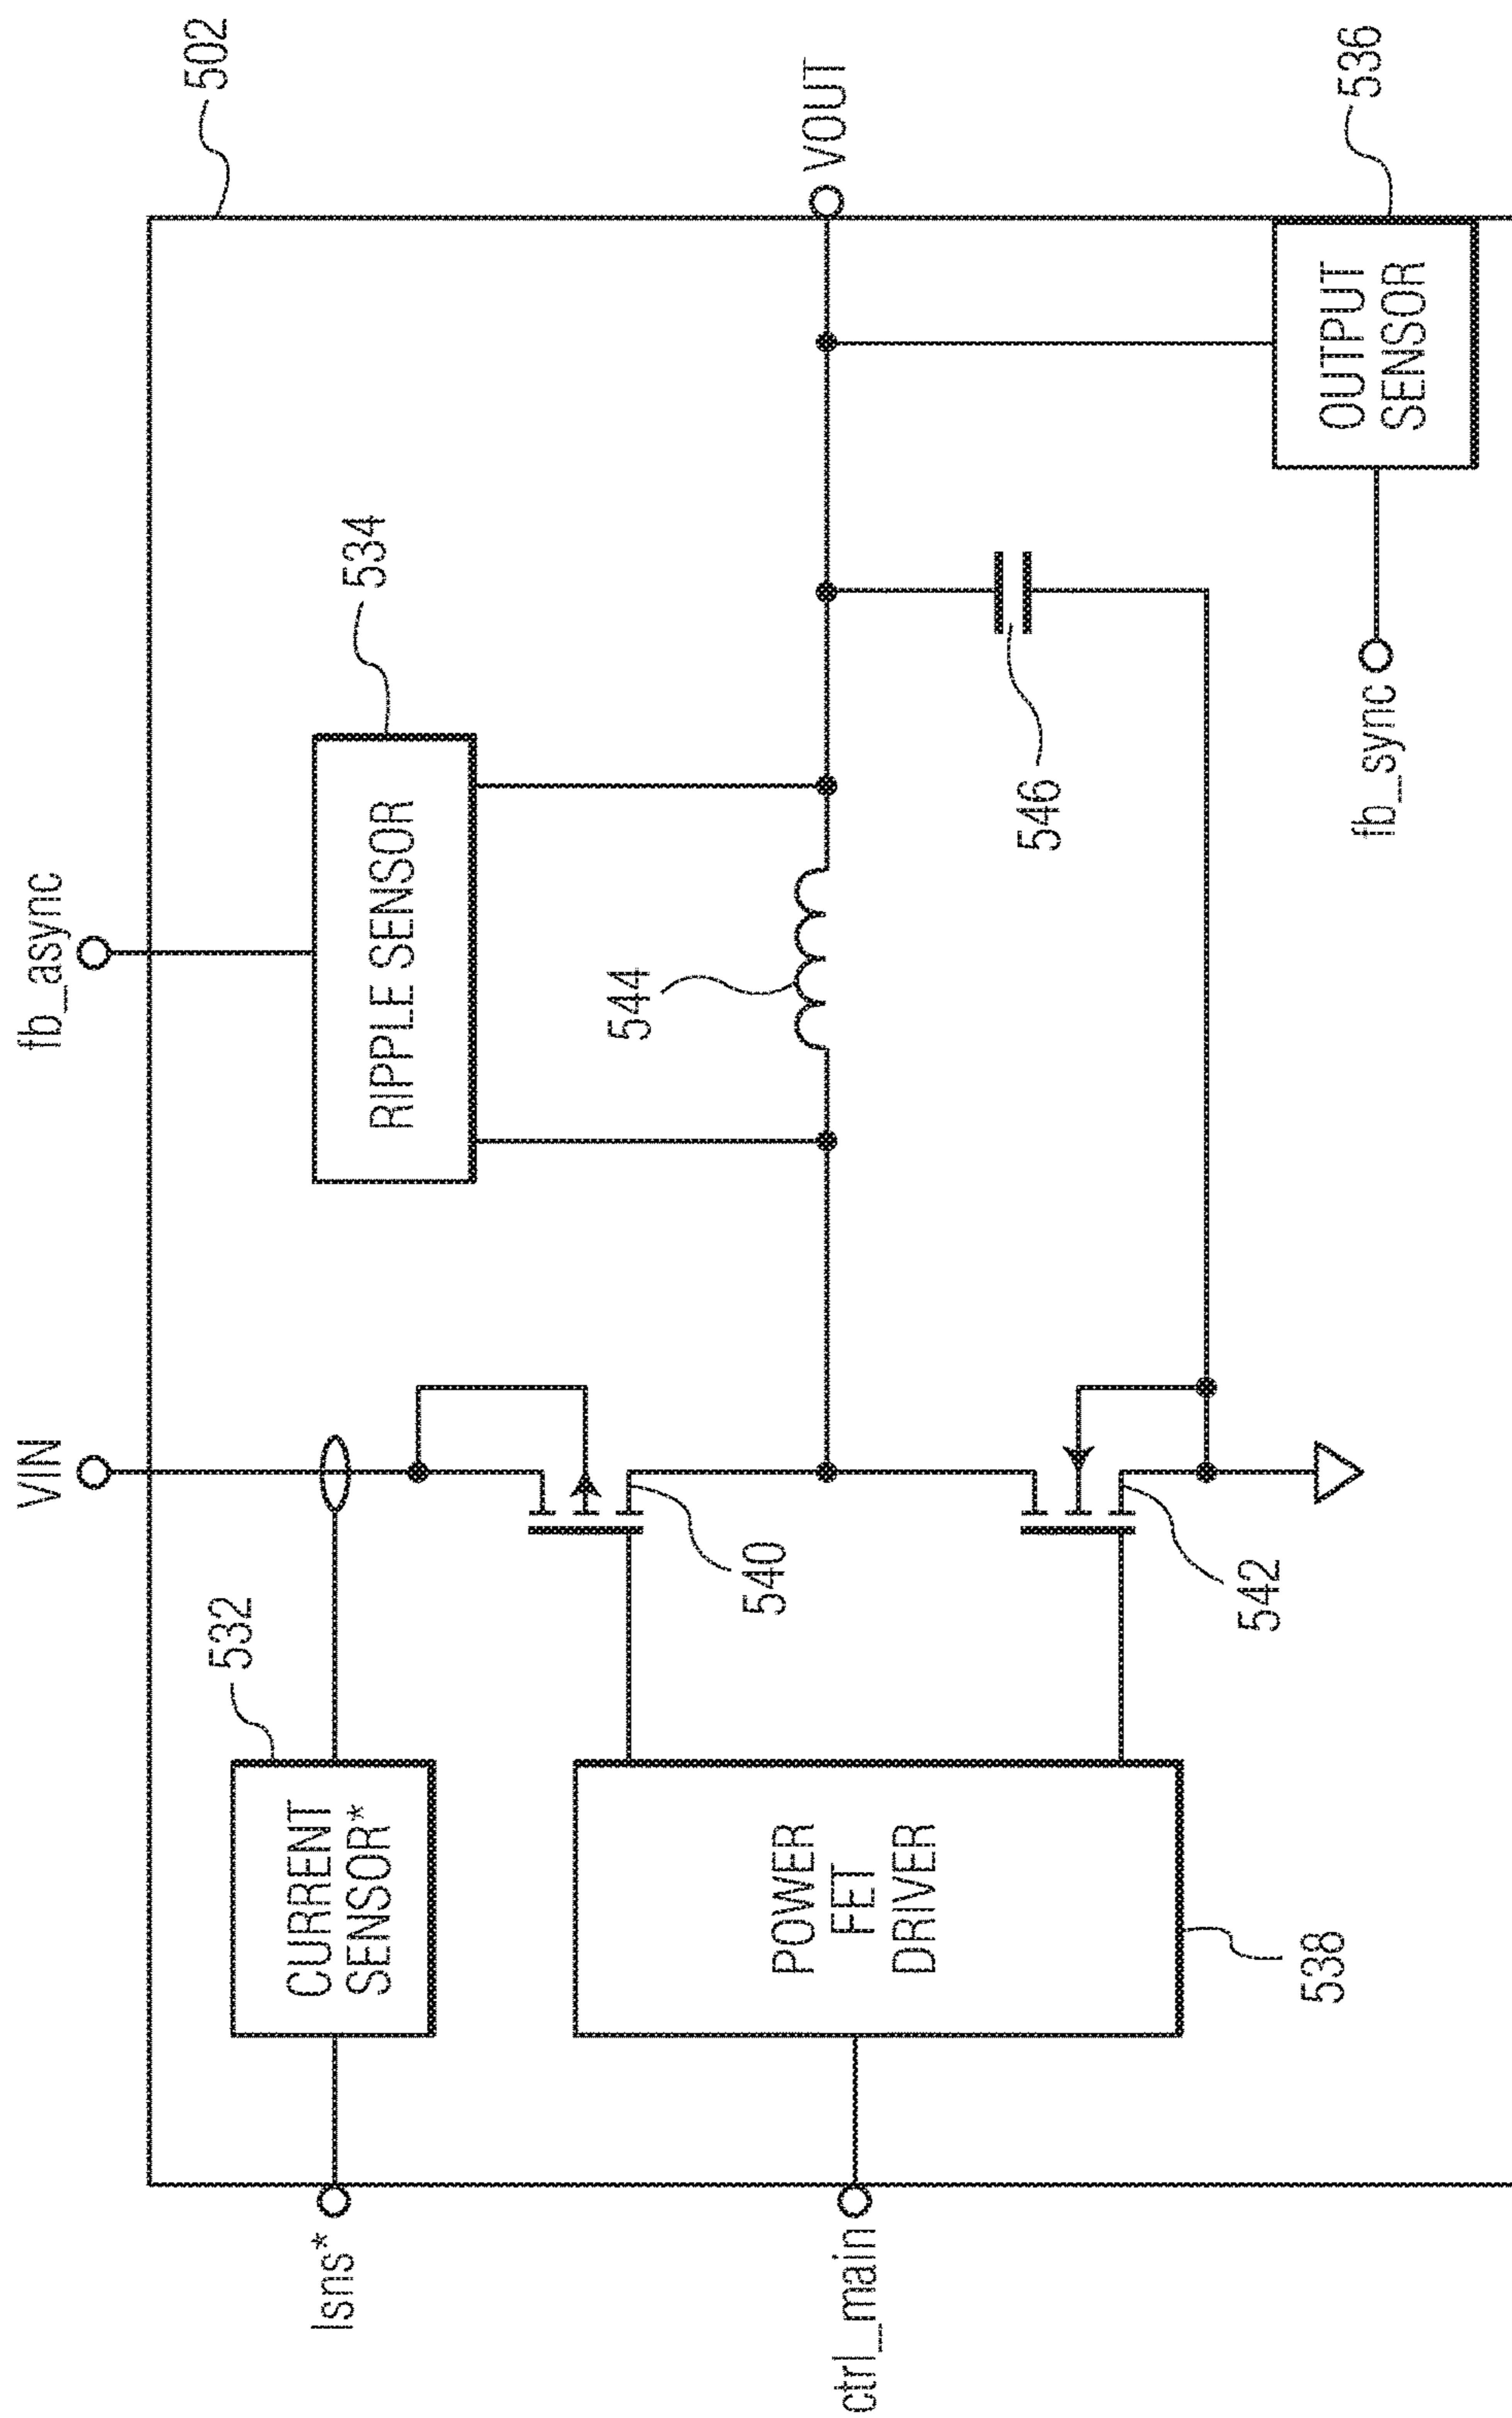 fb_async
VIN
502
534
532
RIPPLE SENSOR
CURRENT
SENSOR*
Isns*
544
540
VOUT
POWER
FET
DRIVER
ctrl_main
546
542
538
536
OUTPUT
SENSOR
fb_sync